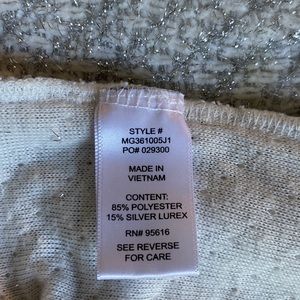 STYLE #
MG361005J1
PO# 029300
MADE IN
VIETNAM
CONTENT:
85% POLYESTER
15% SILVER LUREX
RN# 95616
SEE REVERSE
FOR CARE